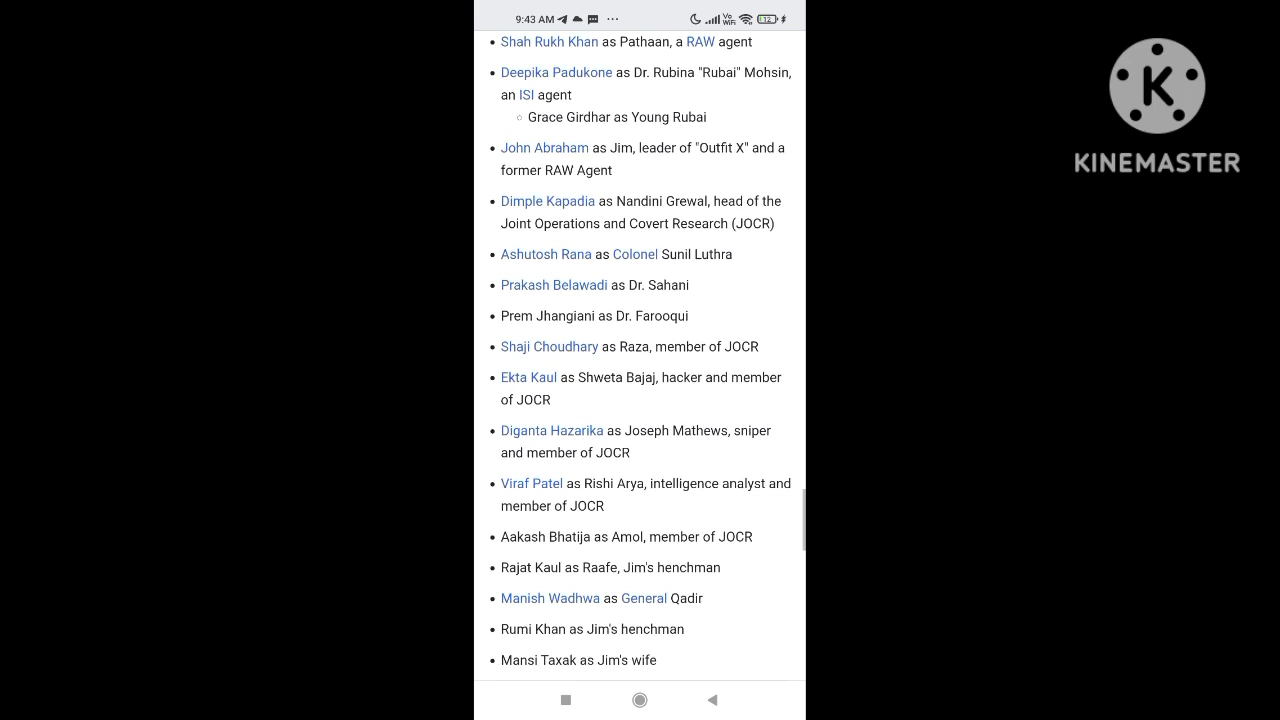 9:43 AM
Vo
WiFi
12
K
KINEMASTER
• Shah Rukh Khan as Pathaan, a RAW agent
• Deepika Padukone as Dr. Rubina "Rubai" Mohsin,
an ISI agent
○ Grace Girdhar as Young Rubai
• John Abraham as Jim, leader of "Outfit X" and a
former RAW Agent
• Dimple Kapadia as Nandini Grewal, head of the
Joint Operations and Covert Research (JOCR)
• Ashutosh Rana as Colonel Sunil Luthra
• Prakash Belawadi as Dr. Sahani
• Prem Jhangiani as Dr. Farooqui
• Shaji Choudhary as Raza, member of JOCR
• Ekta Kaul as Shweta Bajaj, hacker and member
of JOCR
• Diganta Hazarika as Joseph Mathews, sniper
and member of JOCR
• Viraf Patel as Rishi Arya, intelligence analyst and
member of JOCR
• Aakash Bhatija as Amol, member of JOCR
• Rajat Kaul as Raafe, Jim's henchman
• Manish Wadhwa as General Qadir
• Rumi Khan as Jim's henchman
• Mansi Taxak as Jim's wife